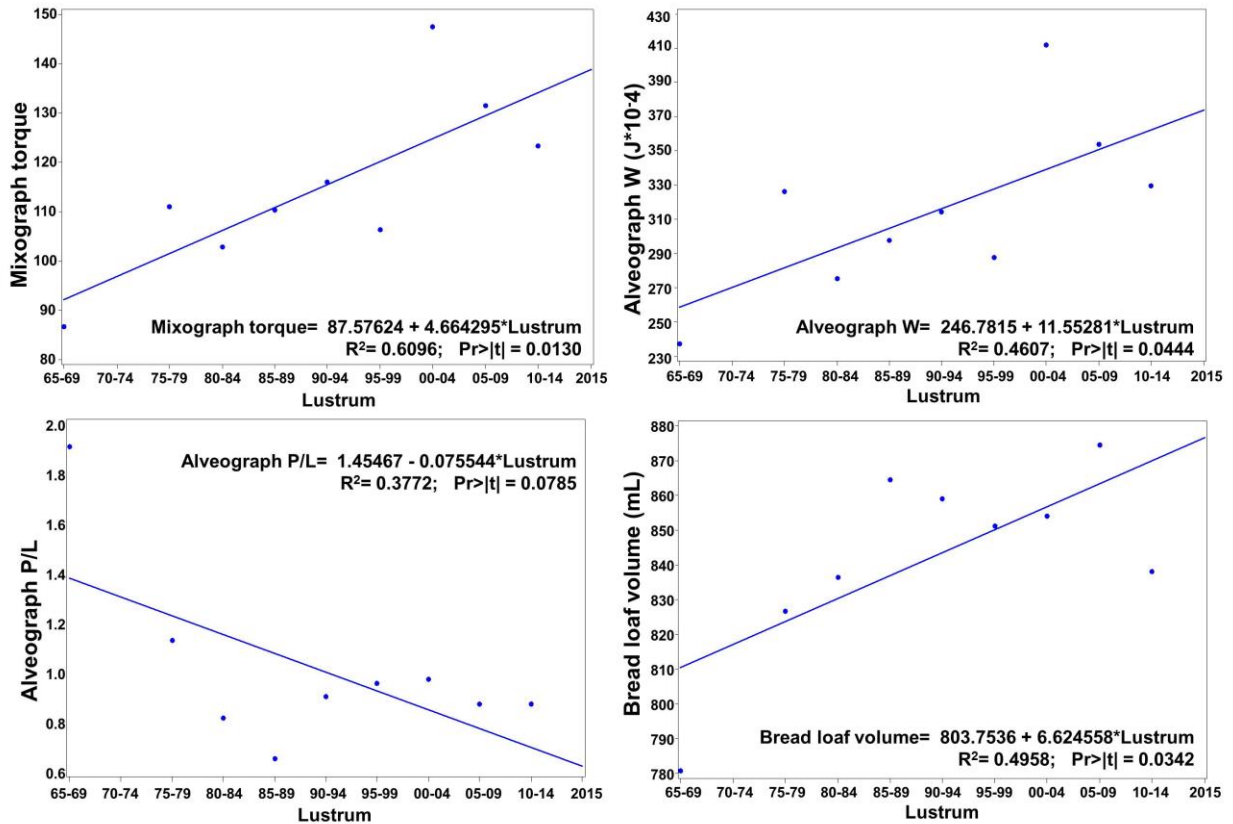 150
140
130
120
110
100
90
80
Mixograph torque
Mixograph torque= 87.57624 + 4.664295*Lustrum
R²= 0.6096; Pr>|t| = 0.0130
65-69 70-74 75-79 80-84 85-89 90-94 95-99 00-04 05-09 10-14 2015
Lustrum
430
410
390
370
350
330
310
290
270
250
230
Alveograph W (J*10-4)
Alveograph W= 246.7815 + 11.55281*Lustrum
R²= 0.4607; Pr>|t| = 0.0444
65-69 70-74 75-79 80-84 85-89 90-94 95-99 00-04 05-09 10-14 2015
Lustrum
2.0
1.8
1.6
1.4
1.2
1.0
0.8
0.6
Alveograph P/L
Alveograph P/L= 1.45467 - 0.075544*Lustrum
R²= 0.3772; Pr>|t| = 0.0785
65-69 70-74 75-79 80-84 85-89 90-94 95-99 00-04 05-09 10-14 2015
Lustrum
880
870
860
850
840
830
820
810
800
790
780
Bread loaf volume (mL)
Bread loaf volume= 803.7536 + 6.624558*Lustrum
R²= 0.4958; Pr>|t| = 0.0342
65-69 70-74 75-79 80-84 85-89 90-94 95-99 00-04 05-09 10-14 2015
Lustrum